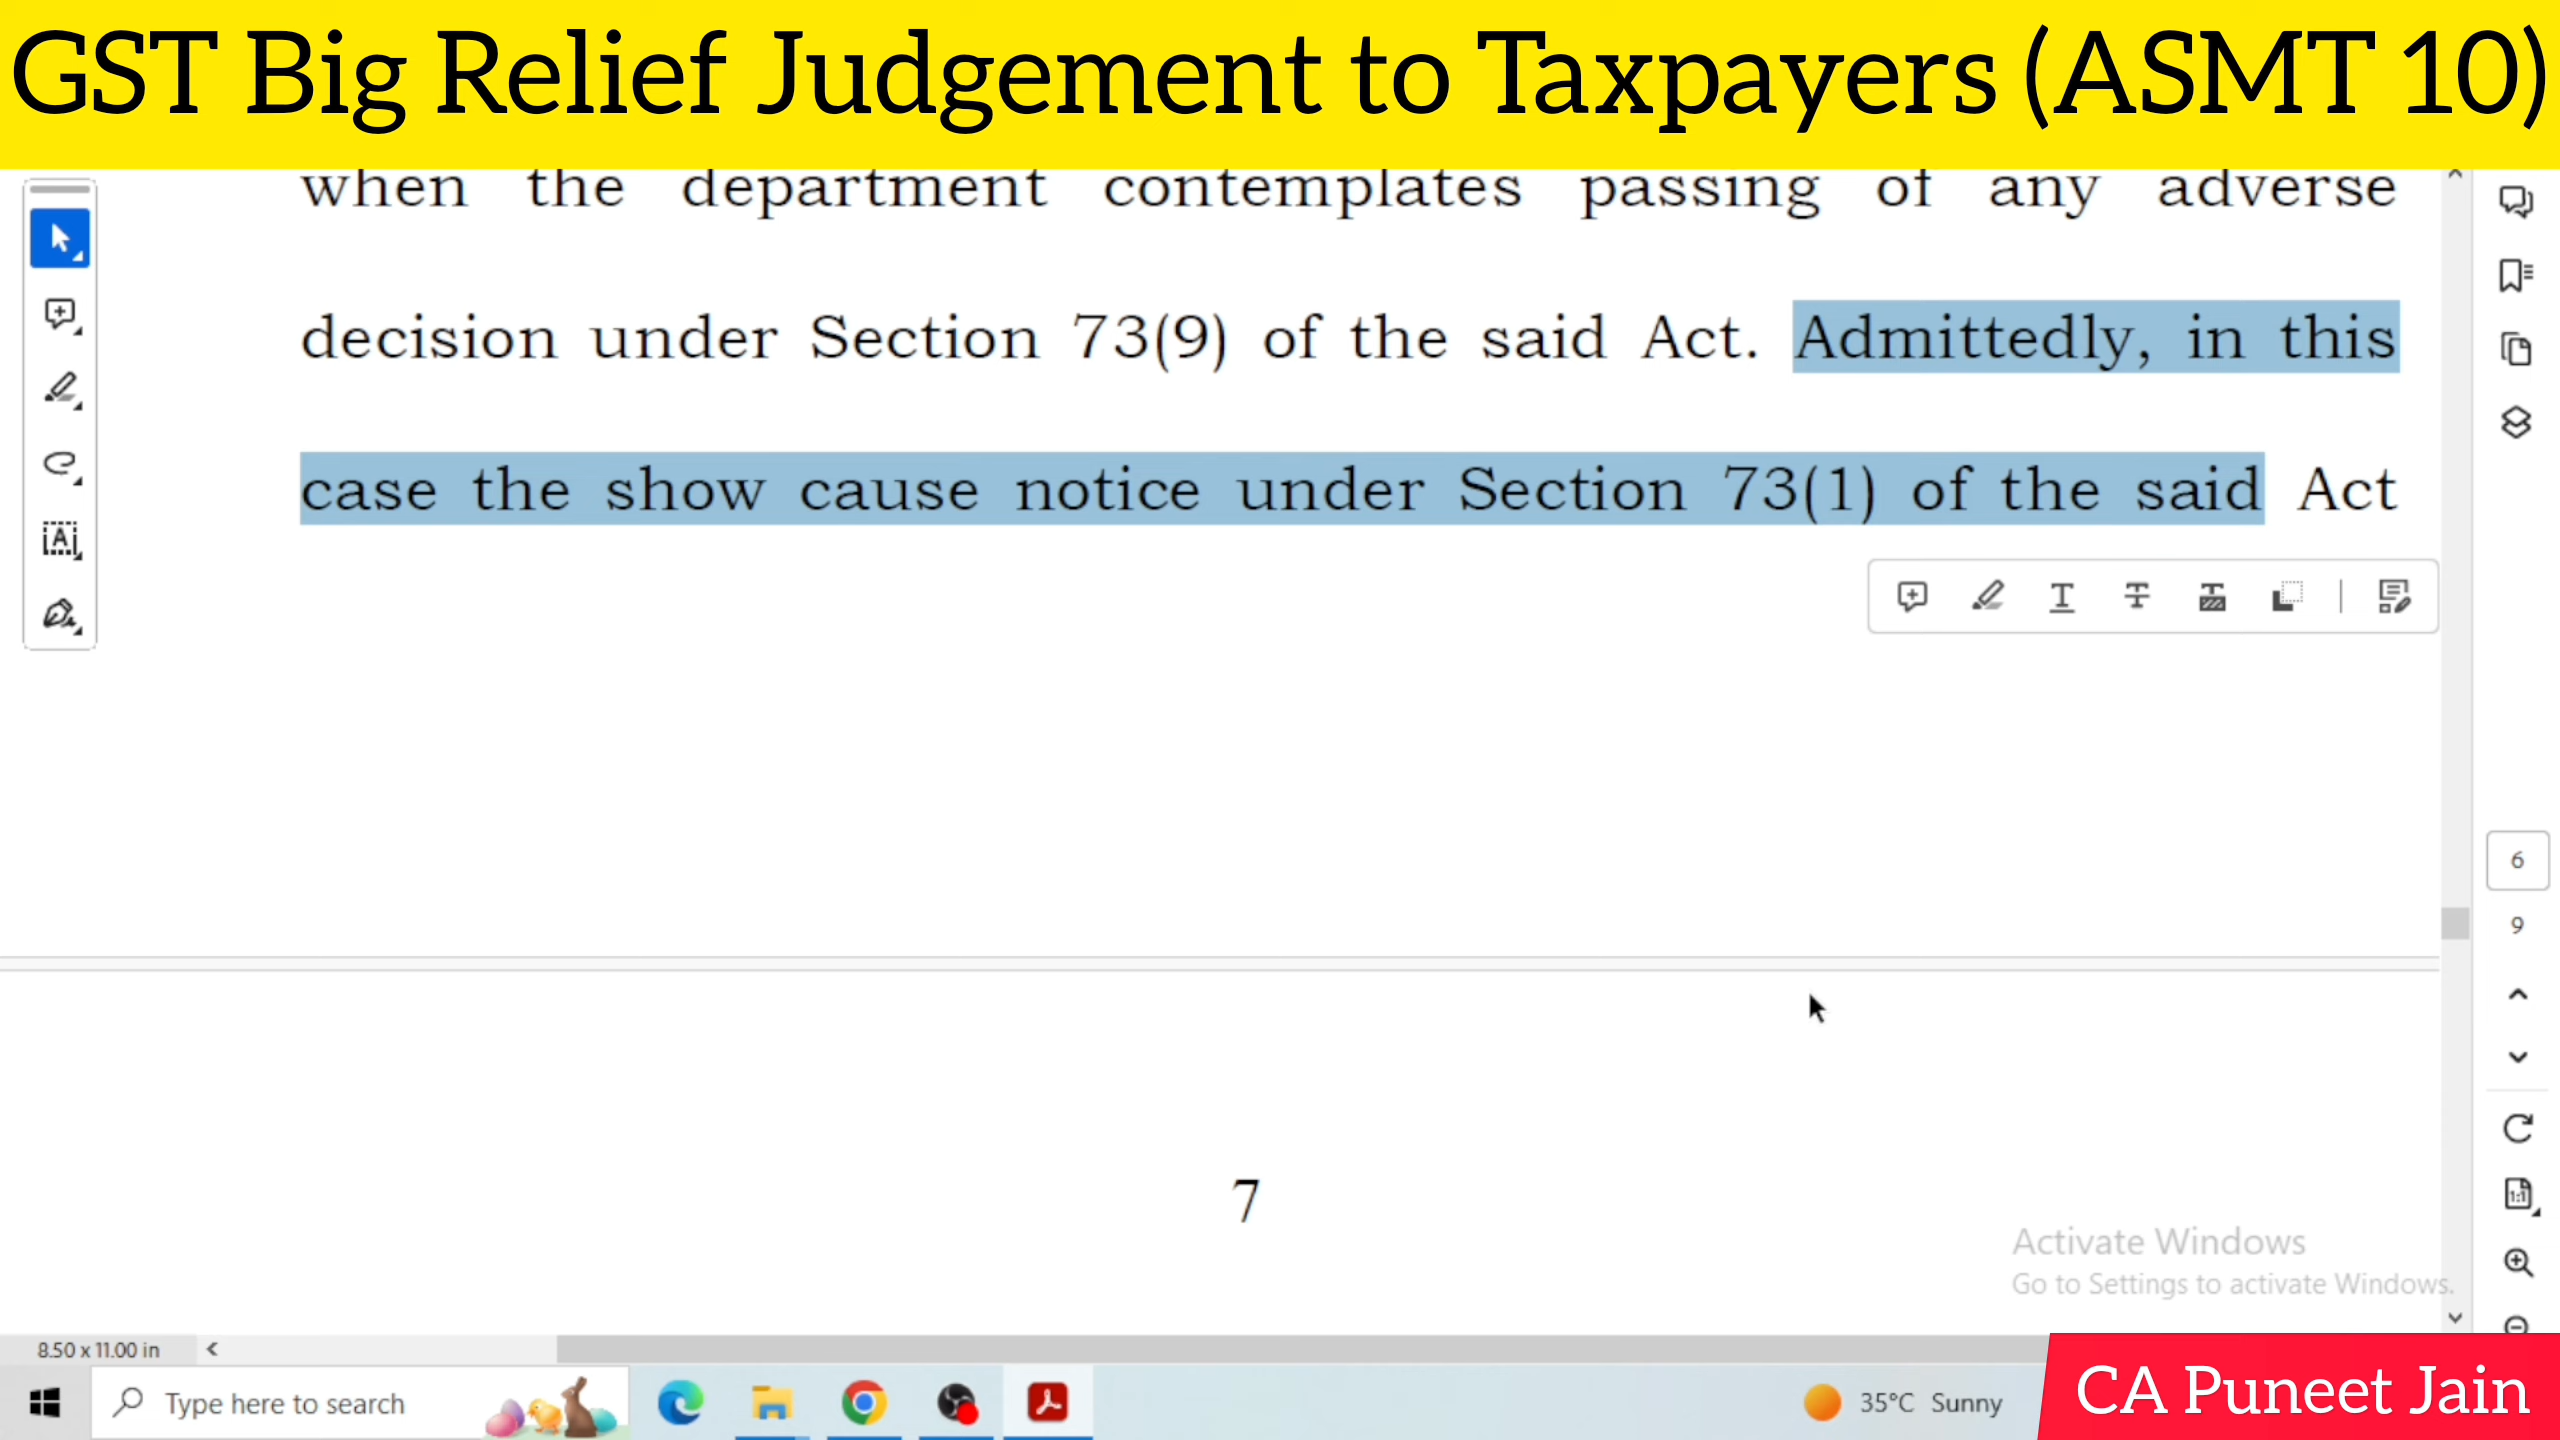 GST Big Relief Judgement to Taxpayers (ASMT 10)
when the department contemplates passing of any adverse
decision under Section 73(9) of the said Act. Admittedly, in this
case the show cause notice under Section 73(1) of the said Act
6
9
7
Activate Windows
Go to Settings to activate Windows.
8.50 x 11.00 in
Type here to search
35°C Sunny
CA Puneet Jain